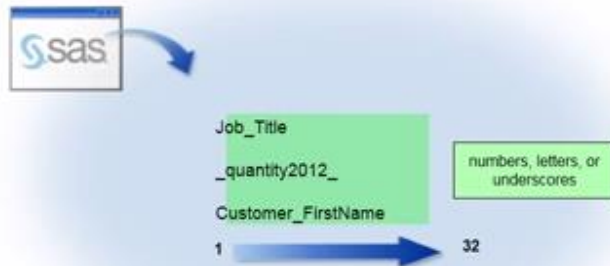 sas
Job_Title
_quantity2012_
Customer_FirstName
numbers, letters, or
underscores
1
32